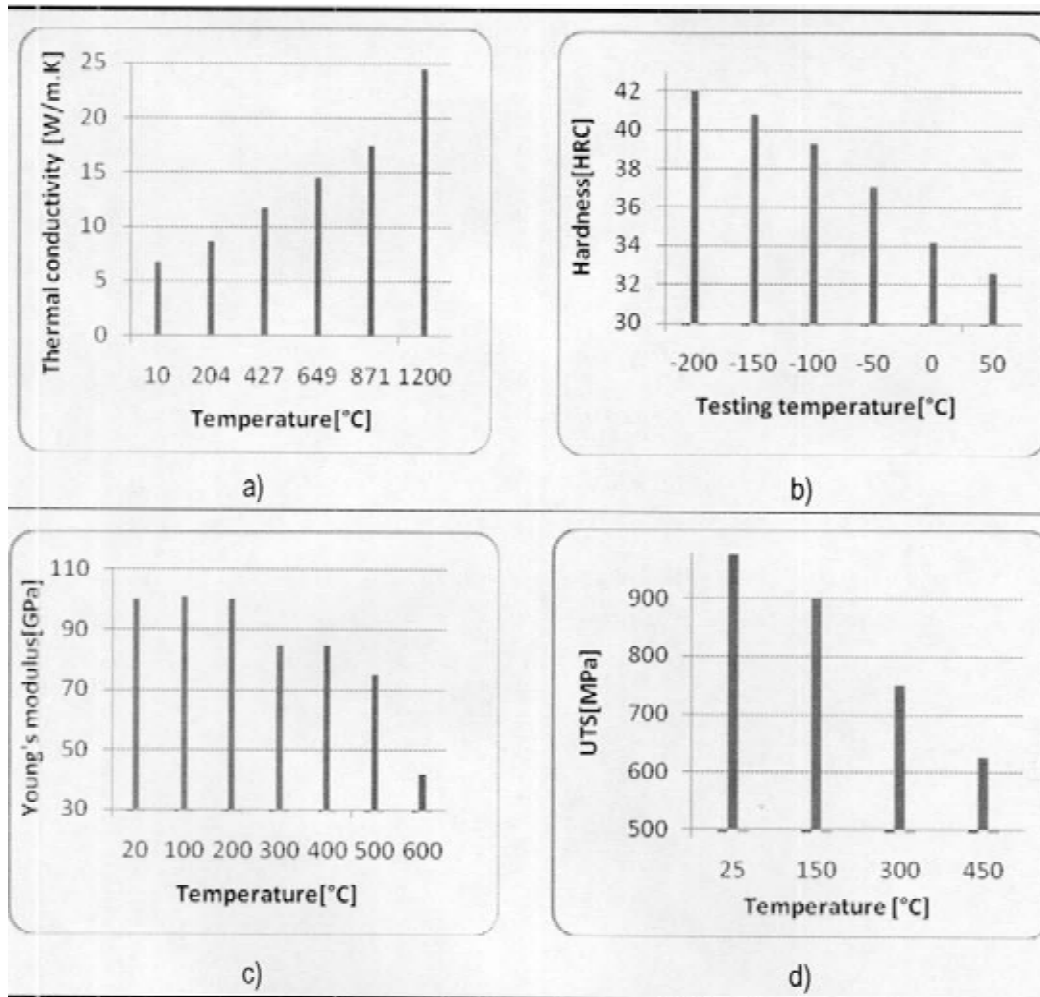 Thermal conductivity [W/m.K]
25
20
15
10
5
0
10 204 427 649 871 1200
Temperature[°C]
a)
Hardness[HRC]
42
40
38
36
34
32
30
-200 -150 -100 -50 0 50
Testing temperature[°C]
b)
Young's modulus[GPa]
110
90
70
50
30
20 100 200 300 400 500 600
Temperature[°C]
c)
UTS[MPa]
900
800
700
600
500
25 150 300 450
Temperature [°C]
d)